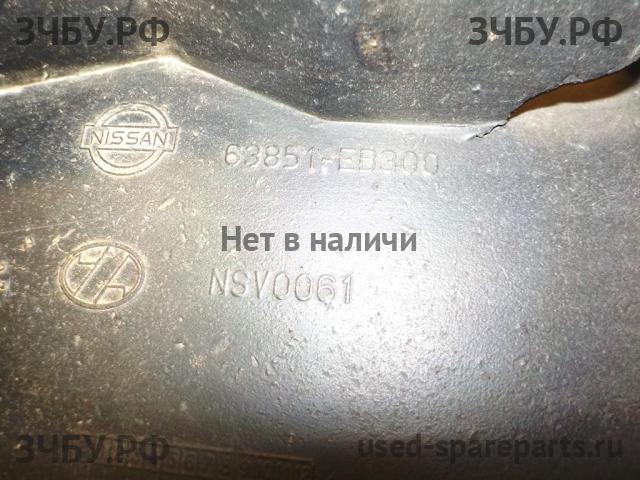 ЗЧБУ.РФ ЗЧБУ.РФ
NISSAN 63851-EB300
Нет в наличи
NSV0061
ЗЧБУ.РФ used-spareparts.ru